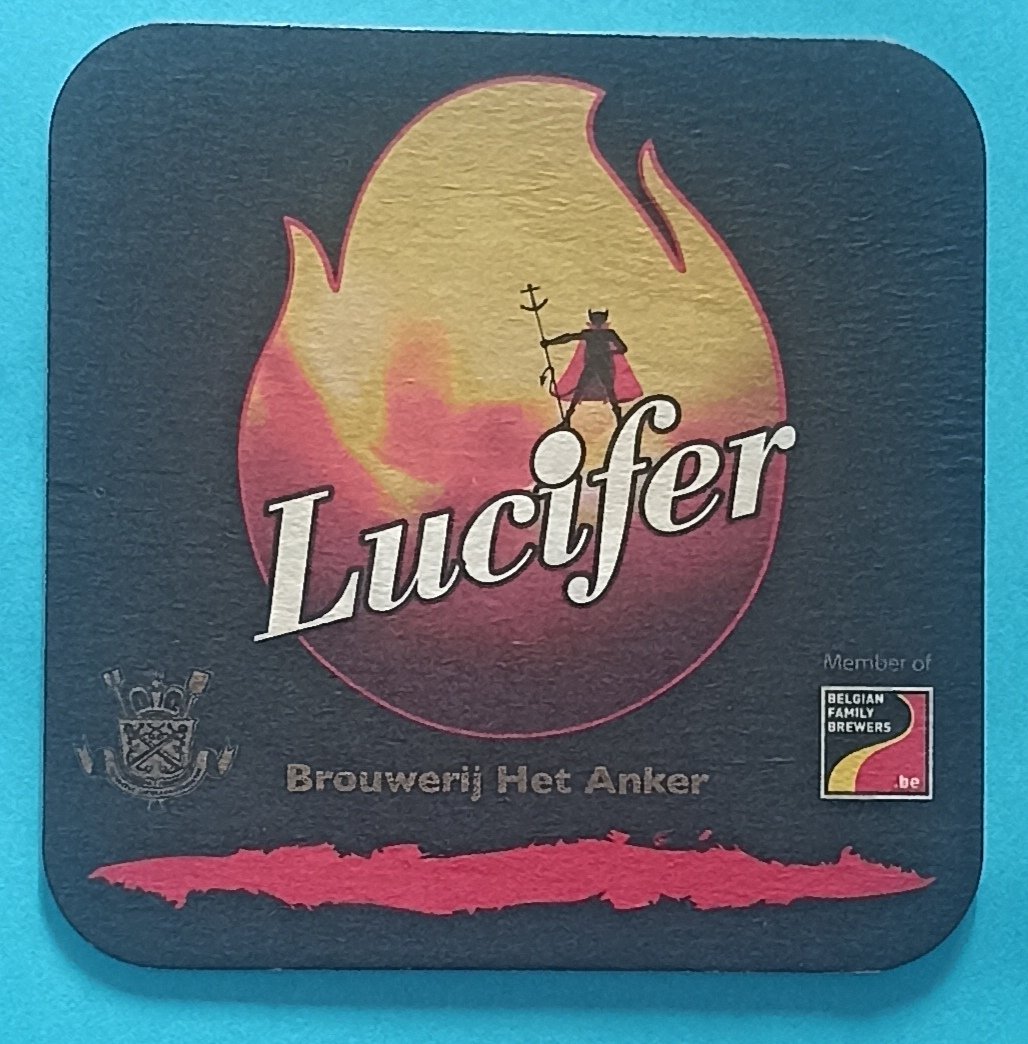 Lucifer
Member of
BELGIAN
FAMILY
BREWERS
.be
Brouwerij Het Anker